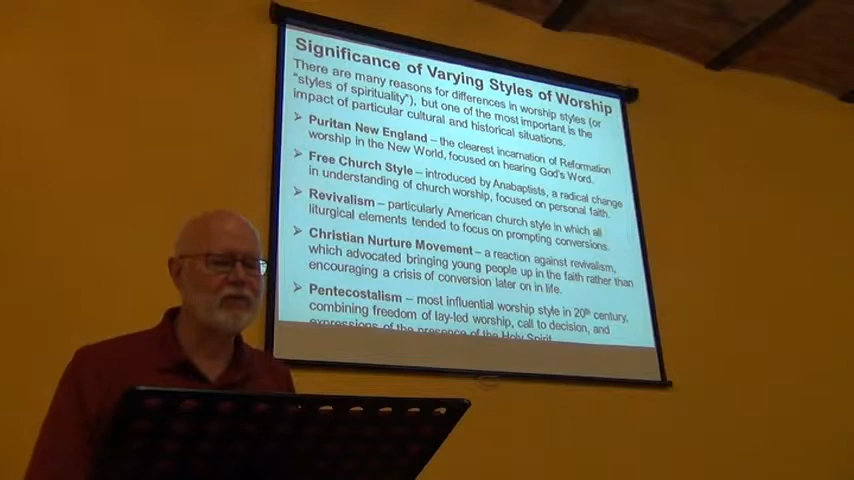 Significance of Varying Styles of Worship
There are many reasons for differences in worship styles (or
"styles of spirituality"), but one of the most important is the
impact of particular cultural and historical situations.
➢ Puritan New England – the clearest incarnation of Reformation
worship in the New World, focused on hearing God's Word.
➢ Free Church Style – introduced by Anabaptists, a radical change
in understanding of church worship, focused on personal faith.
➢ Revivalism – particularly American church style in which all
liturgical elements tended to focus on prompting conversions.
➢ Christian Nurture Movement – a reaction against revivalism,
which advocated bringing young people up in the faith rather than
encouraging a crisis of conversion later on in life.
➢ Pentecostalism – most influential worship style in 20th century,
combining freedom of lay-led worship, call to decision, and
expressions of the presence of the Holy Spirit